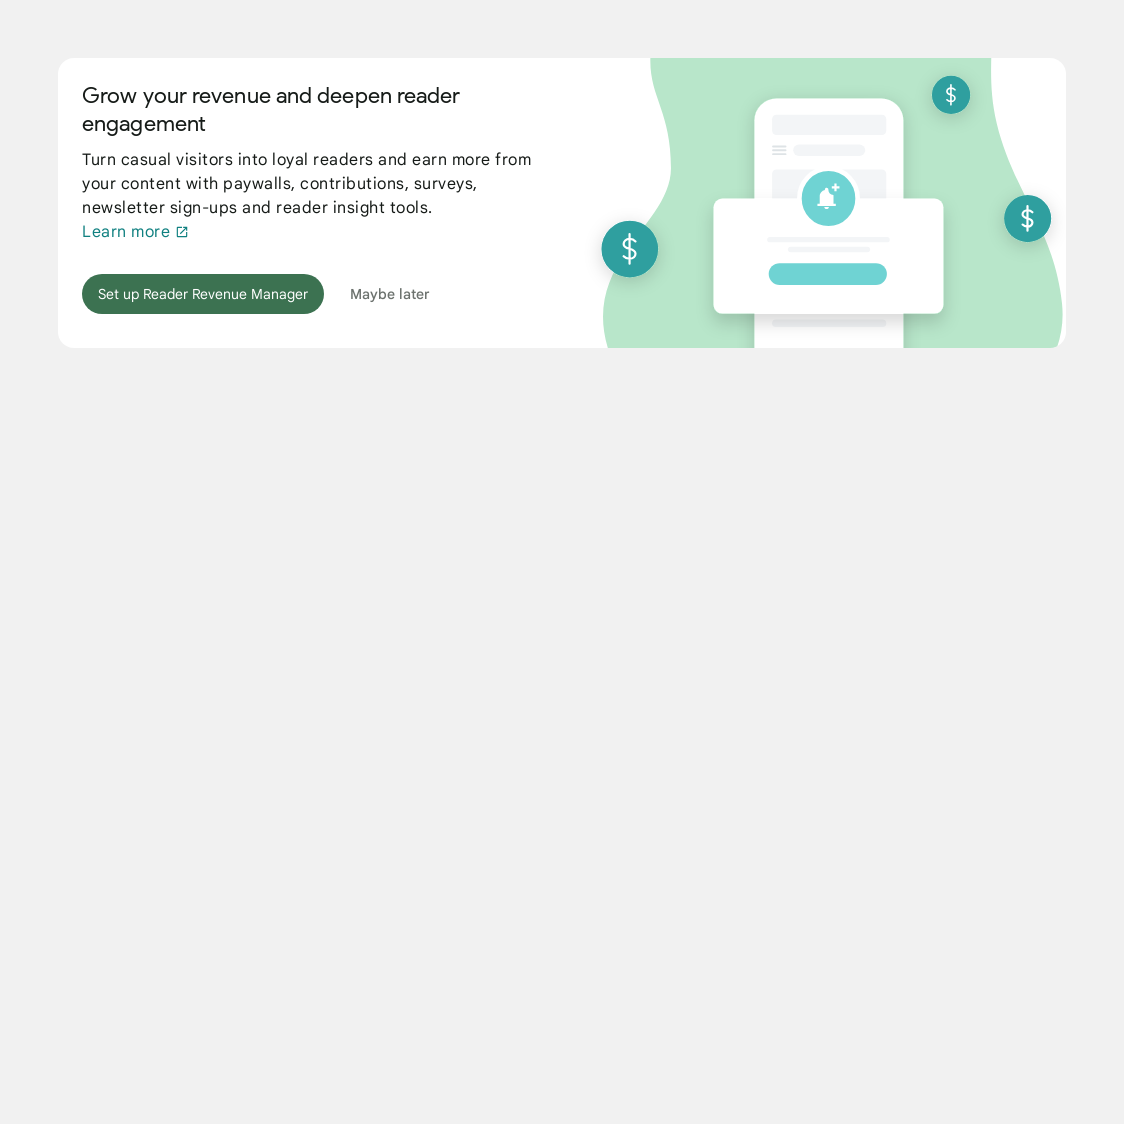 Grow your revenue and deepen reader
engagement
Turn casual visitors into loyal readers and earn more from
your content with paywalls, contributions, surveys,
newsletter sign-ups and reader insight tools.
Learn more
Set up Reader Revenue Manager
Maybe later
$
$
$